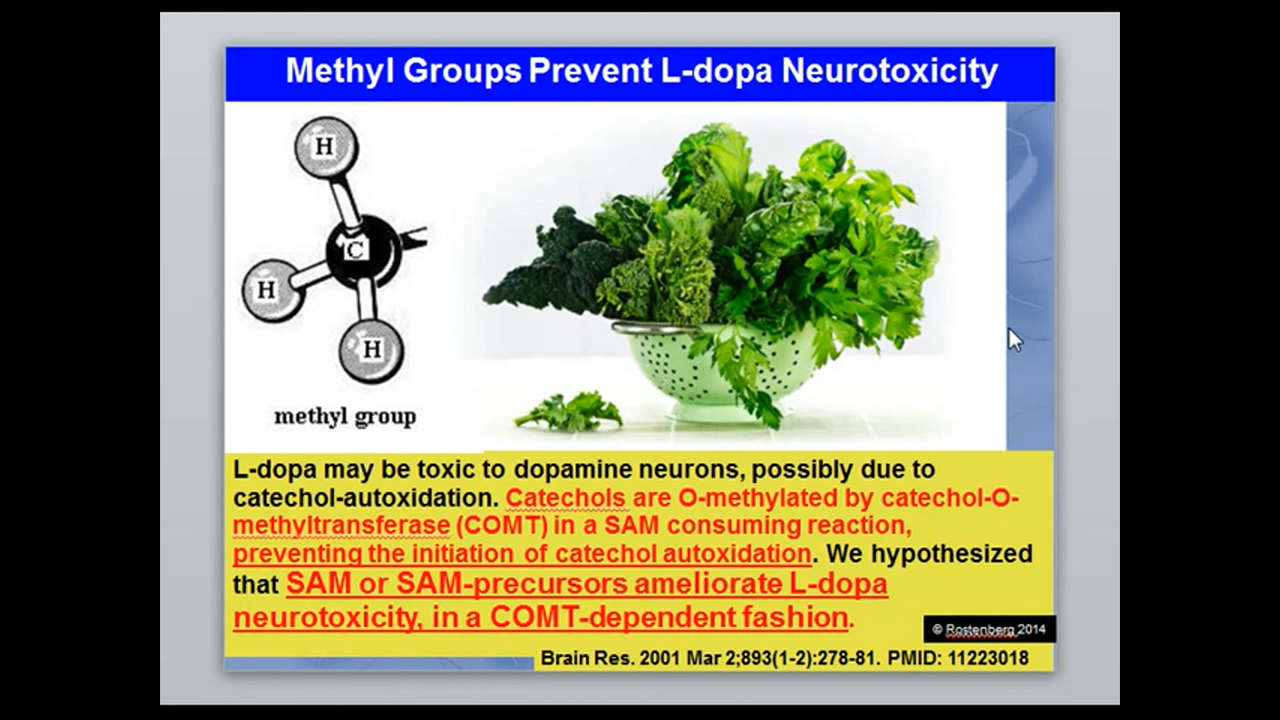 Methyl Groups Prevent L-dopa Neurotoxicity
H
C
H
H
methyl group
L-dopa may be toxic to dopamine neurons, possibly due to
catechol-autoxidation. Catechols are O-methylated by catechol-O-
methyltransferase (COMT) in a SAM consuming reaction,
preventing the initiation of catechol autoxidation. We hypothesized
that SAM or SAM-precursors ameliorate L-dopa
neurotoxicity, in a COMT-dependent fashion.
© Rostenberg 2014
Brain Res. 2001 Mar 2;893(1-2):278-81. PMID: 11223018